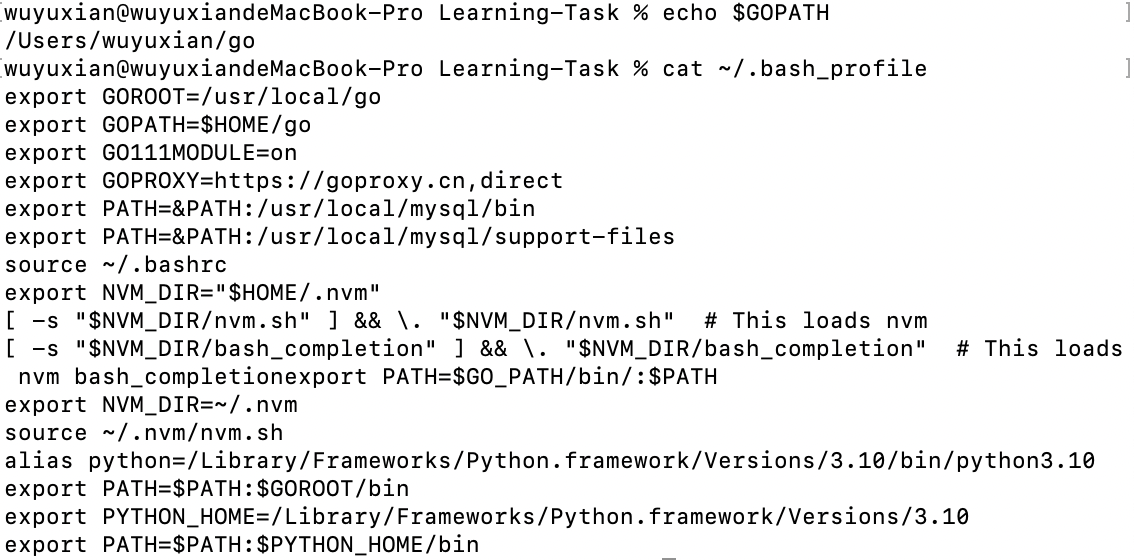 [wuyuxian@wuyuxiandeMacBook-Pro Learning-Task % echo $GOPATH ]
/Users/wuyuxian/go
[wuyuxian@wuyuxiandeMacBook-Pro Learning-Task % cat ~/.bash_profile ]
export GOROOT=/usr/local/go
export GOPATH=$HOME/go
export GO111MODULE=on
export GOPROXY=https://goproxy.cn,direct
export PATH=&PATH:/usr/local/mysql/bin
export PATH=&PATH:/usr/local/mysql/support-files
source ~/.bashrc
export NVM_DIR="$HOME/.nvm"
[ -s "$NVM_DIR/nvm.sh" ] && \. "$NVM_DIR/nvm.sh"  # This loads nvm
[ -s "$NVM_DIR/bash_completion" ] && \. "$NVM_DIR/bash_completion"  # This loads
 nvm bash_completionexport PATH=$GO_PATH/bin/:$PATH
export NVM_DIR=~/.nvm
source ~/.nvm/nvm.sh
alias python=/Library/Frameworks/Python.framework/Versions/3.10/bin/python3.10
export PATH=$PATH:$GOROOT/bin
export PYTHON_HOME=/Library/Frameworks/Python.framework/Versions/3.10
export PATH=$PATH:$PYTHON_HOME/bin